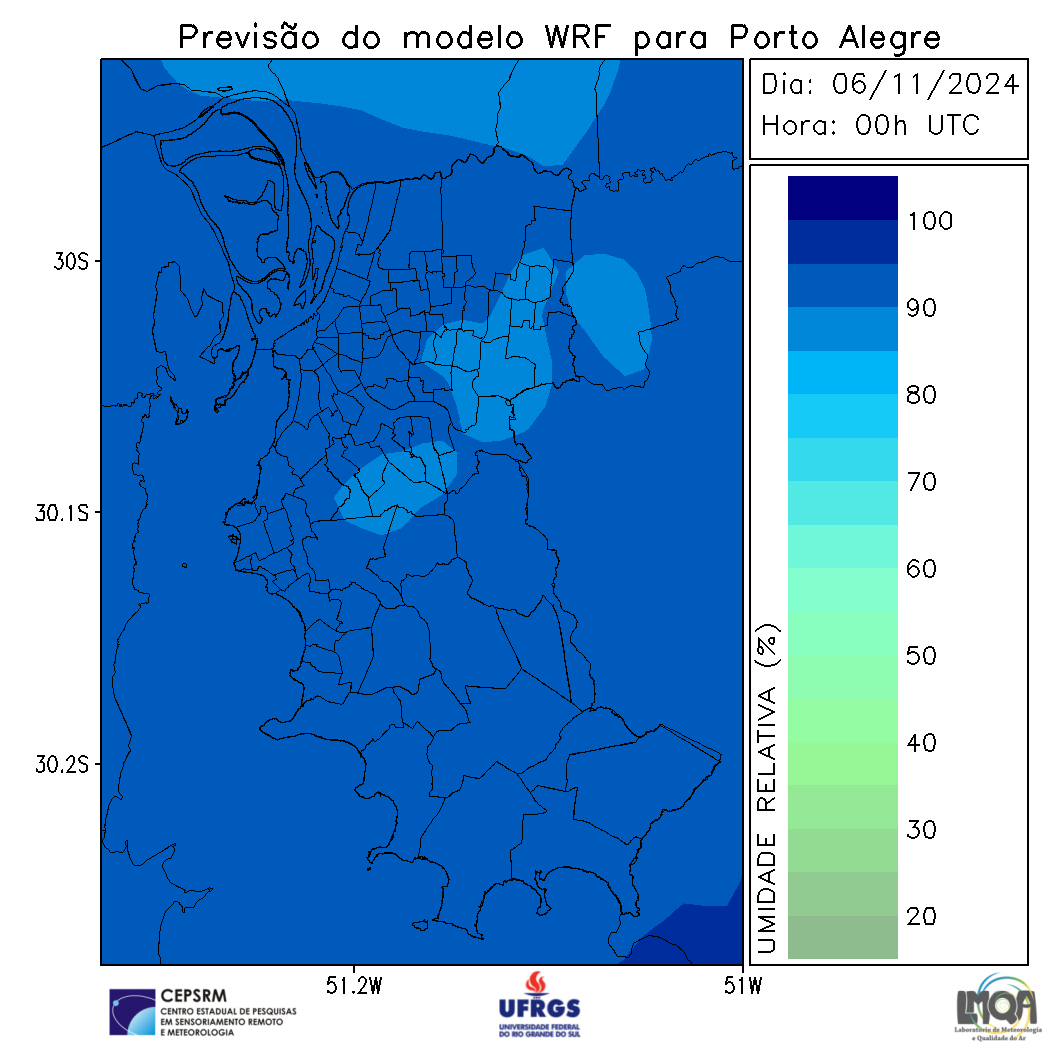 Previsão do modelo WRF para Porto Alegre
Dia: 06/11/2024
Hora: 00h UTC
30S
30.1S
30.2S
51.2W
51W
UMIDADE RELATIVA (%)
100
90
80
70
60
50
40
30
20
CEPSRM
CENTRO ESTADUAL DE PESQUISAS
EM SENSORIAMENTO REMOTO
E METEOROLOGIA
UFRGS
UNIVERSIDADE FEDERAL
DO RIO GRANDE DO SUL
LMQA
Laboratório de Meteorologia
e Qualidade do Ar